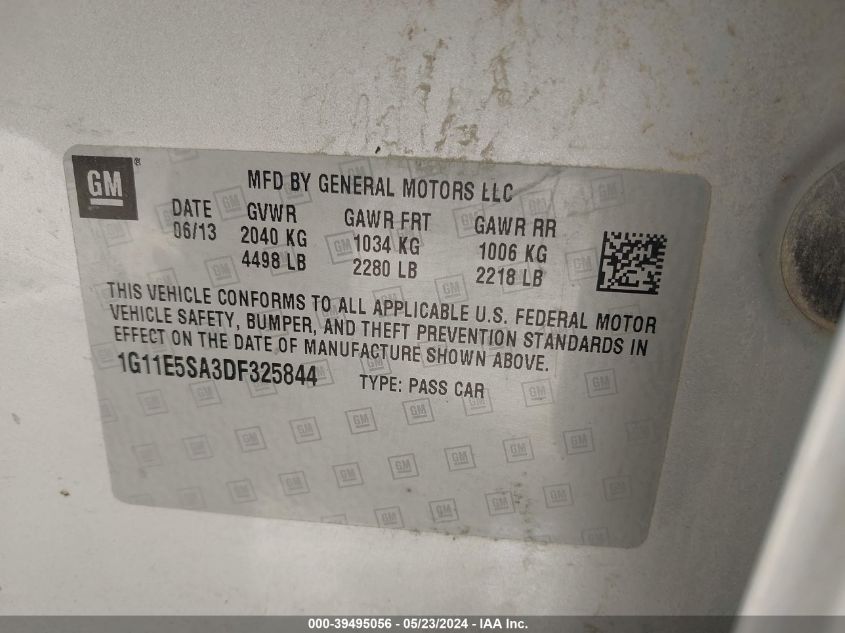 GM®
MFD BY GENERAL MOTORS LLC
DATE GVWR GAWR FRT GAWR RR
06/13 2040 KG 1034 KG 1006 KG
4498 LB 2280 LB 2218 LB
THIS VEHICLE CONFORMS TO ALL APPLICABLE U.S. FEDERAL MOTOR
VEHICLE SAFETY, BUMPER, AND THEFT PREVENTION STANDARDS IN
EFFECT ON THE DATE OF MANUFACTURE SHOWN ABOVE.
1G11E5SA3DF325844 TYPE: PASS CAR
000-39495056 - 05/23/2024 - IAA Inc.